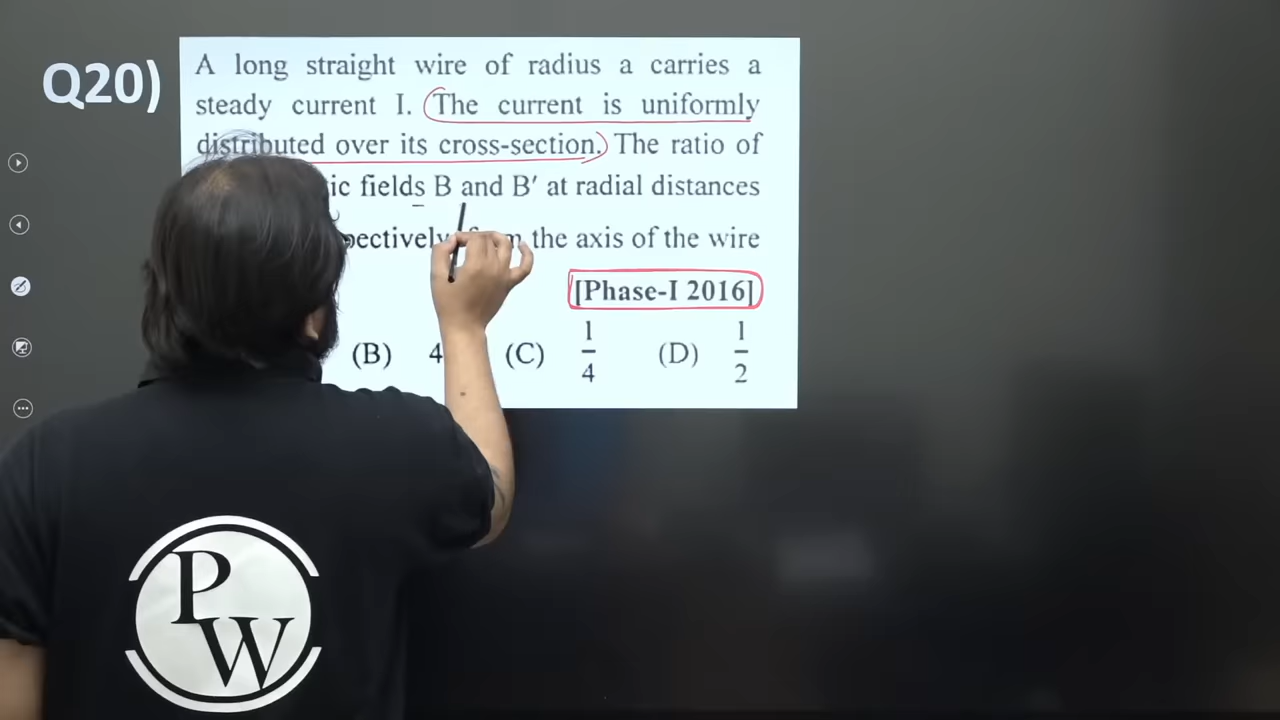 Q20)
A long straight wire of radius a carries a
steady current I. (The current is uniformly
distributed over its cross-section.) The ratio of
fields B and B′ at radial distances
the axis of the wire
[Phase-I 2016]
(B) 4 (C) 1/4 (D) 1/2
PW